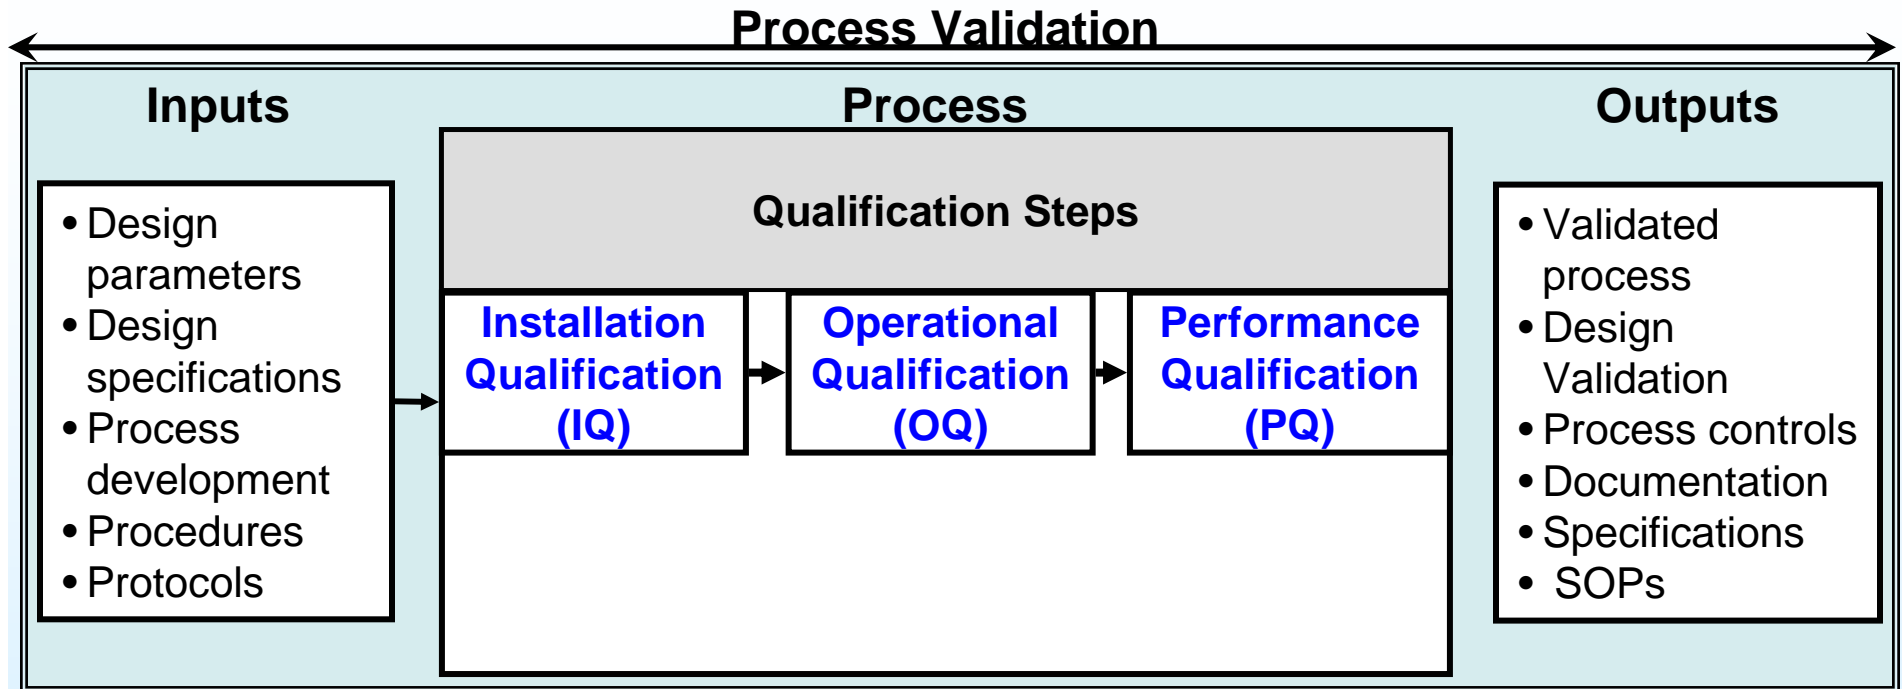 Process Validation
Inputs
Process
Outputs
• Design
parameters
• Design
specifications
• Process
development
• Procedures
• Protocols
Qualification Steps
Installation
Qualification
(IQ)
Operational
Qualification
(OQ)
Performance
Qualification
(PQ)
• Validated
process
• Design
Validation
• Process controls
• Documentation
• Specifications
• SOPs